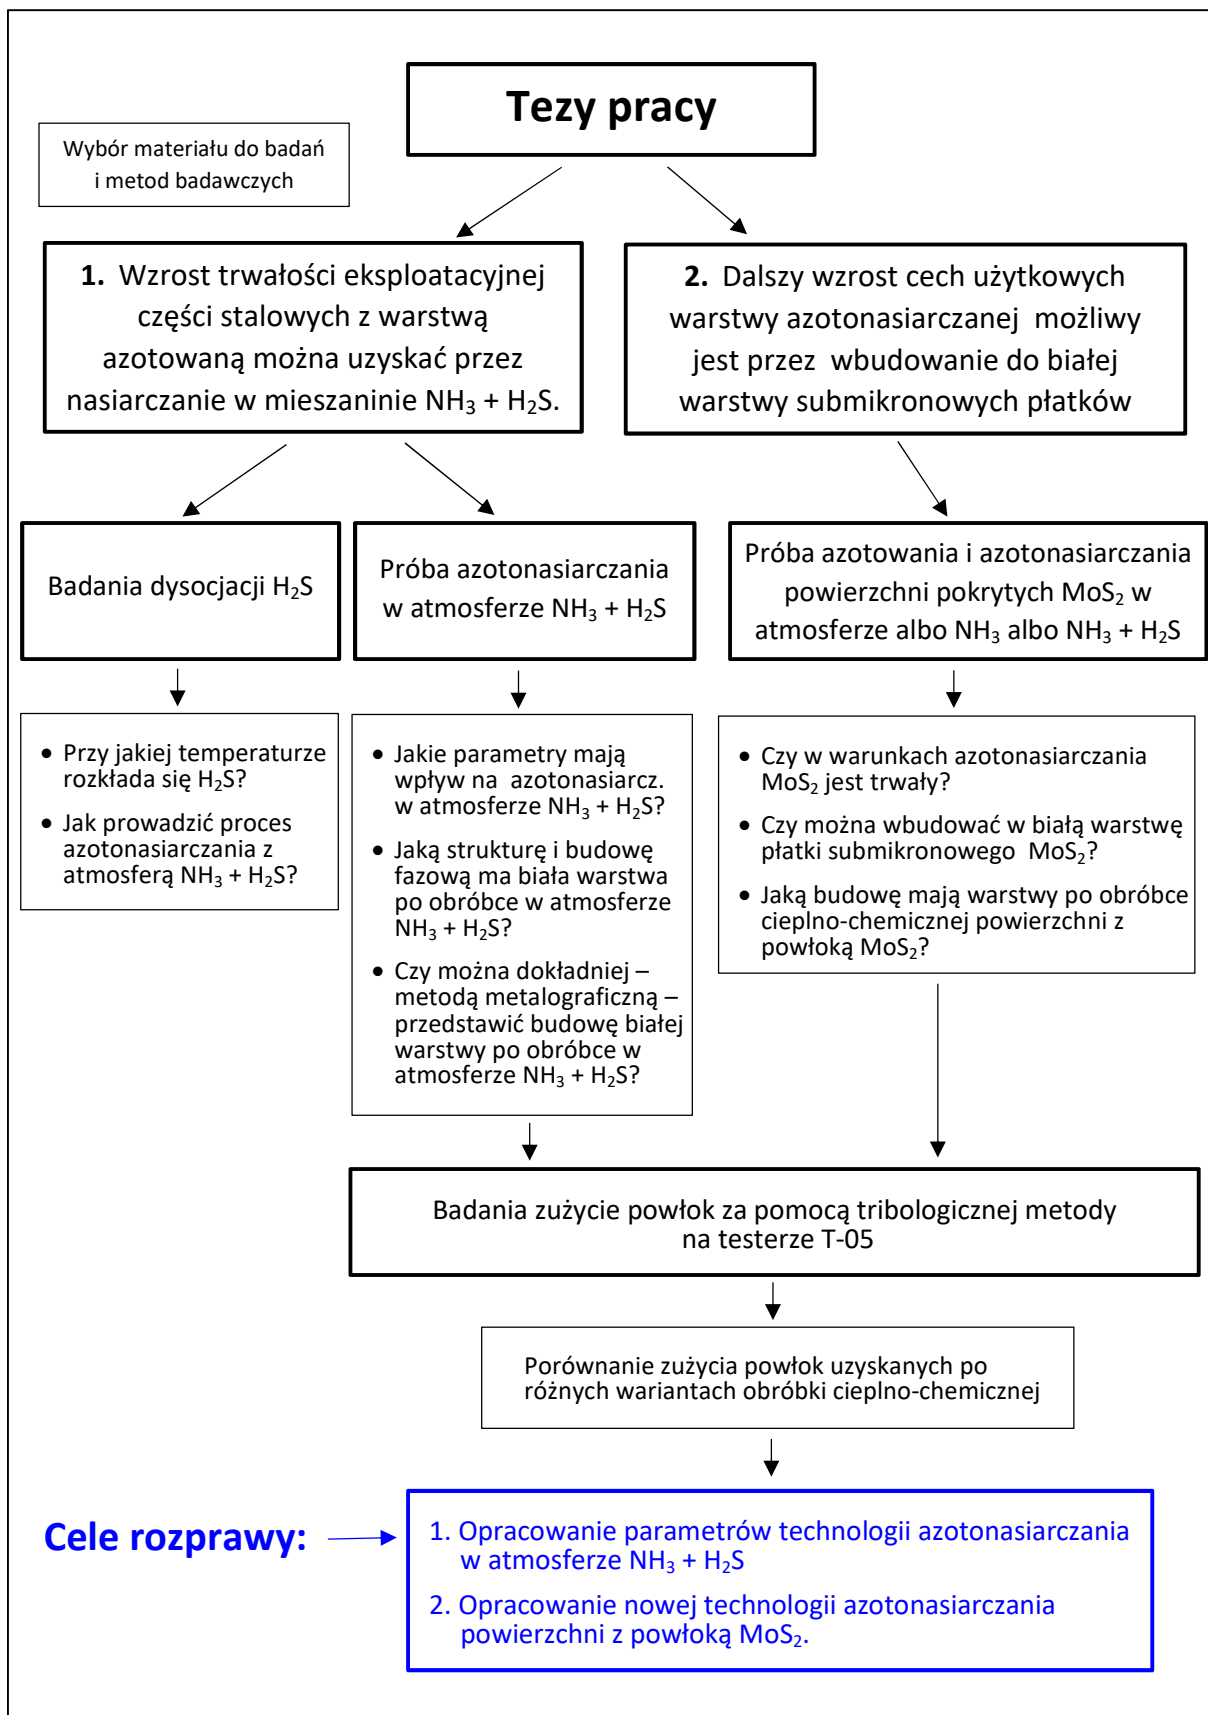 Tezy pracy
Wybór materiału do badań
i metod badawczych
1. Wzrost trwałości eksploatacyjnej
części stalowych z warstwą
azotowaną można uzyskać przez
nasiarczanie w mieszaninie NH₃ + H₂S.
2. Dalszy wzrost cech użytkowych
warstwy azotonasiarczanej możliwy
jest przez wbudowanie do białej
warstwy submikronowych płatków
Badania dysocjacji H₂S
Próba azotonasiarczania
w atmosferze NH₃ + H₂S
Próba azotowania i azotonasiarczania
powierzchni pokrytych MoS₂ w
atmosferze albo NH₃ albo NH₃ + H₂S
• Przy jakiej temperaturze
rozkłada się H₂S?
• Jak prowadzić proces
azotonasiarczania z
atmosferą NH₃ + H₂S?
• Jakie parametry mają
wpływ na azotonasiarcz.
w atmosferze NH₃ + H₂S?
• Jaką strukturę i budowę
fazową ma biała warstwa
po obróbce w atmosferze
NH₃ + H₂S?
• Czy można dokładniej –
metodą metalograficzną –
przedstawić budowę białej
warstwy po obróbce w
atmosferze NH₃ + H₂S?
• Czy w warunkach azotonasiarczania
MoS₂ jest trwały?
• Czy można wbudować w białą warstwę
płatki submikronowego MoS₂?
• Jaką budowę mają warstwy po obróbce
cieplno-chemicznej powierzchni z
powłoką MoS₂?
Badania zużycie powłok za pomocą tribologicznej metody
na testerze T-05
Porównanie zużycia powłok uzyskanych po
różnych wariantach obróbki cieplno-chemicznej
Cele rozprawy:
1. Opracowanie parametrów technologii azotonasiarczania
w atmosferze NH₃ + H₂S
2. Opracowanie nowej technologii azotonasiarczania
powierzchni z powłoką MoS₂.